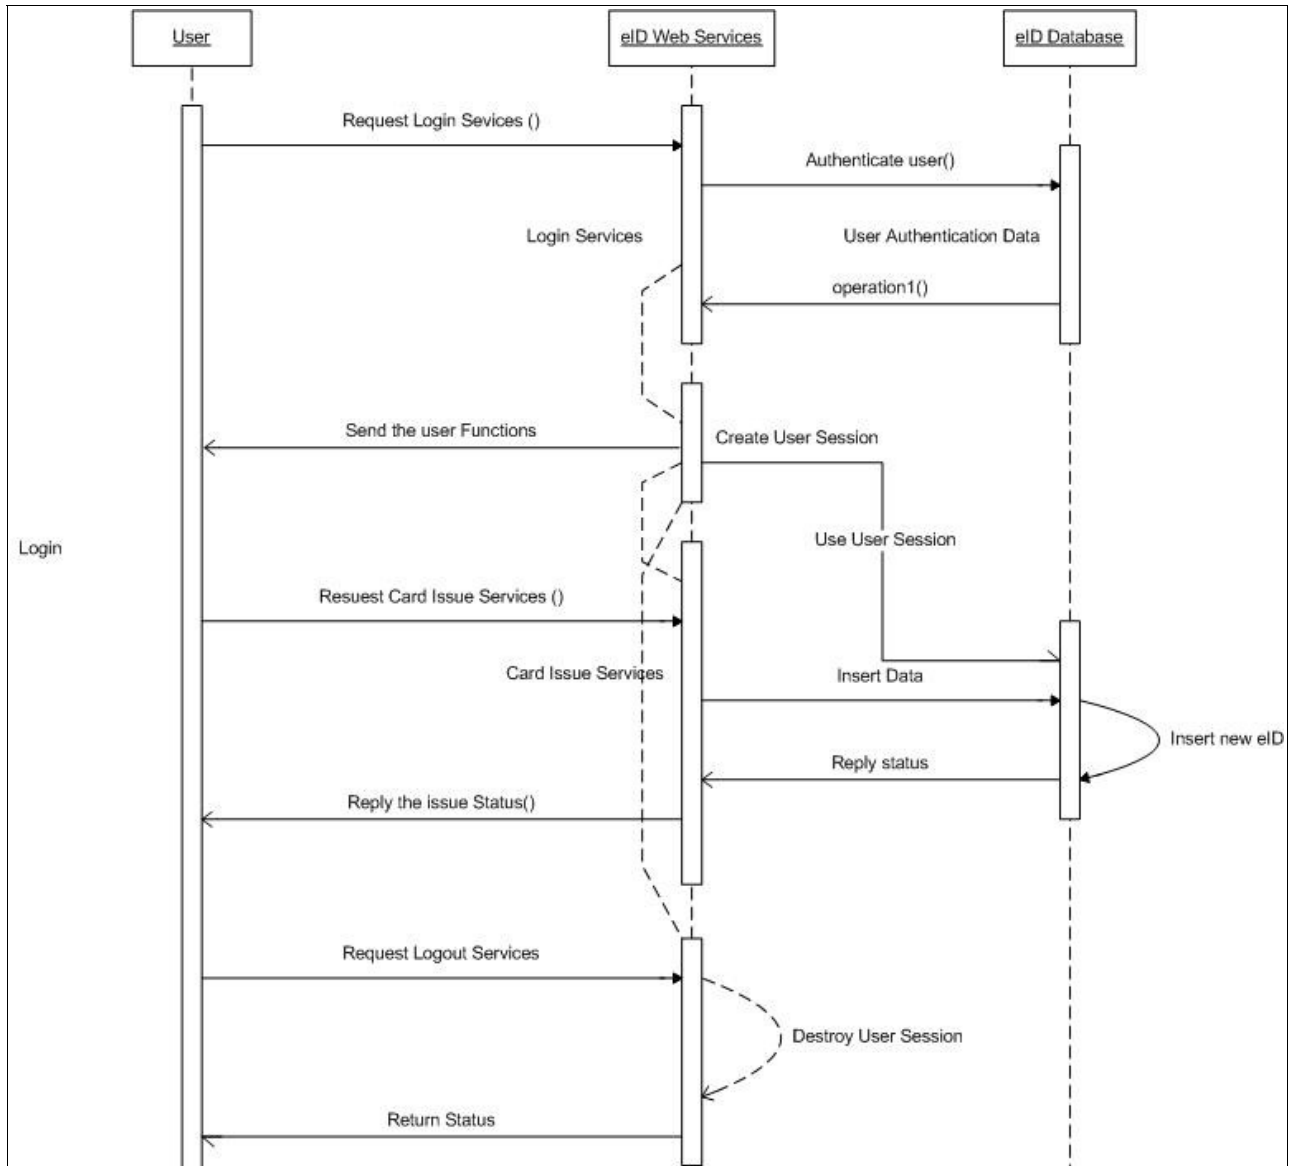 User
eID Web Services
eID Database
Request Login Sevices ()
Authenticate user()
Login Services
User Authentication Data
operation1()
Send the user Functions
Create User Session
Use User Session
Login
Resuest Card Issue Services ()
Card Issue Services
Insert Data
Insert new eID
Reply status
Reply the issue Status()
Request Logout Services
Destroy User Session
Return Status